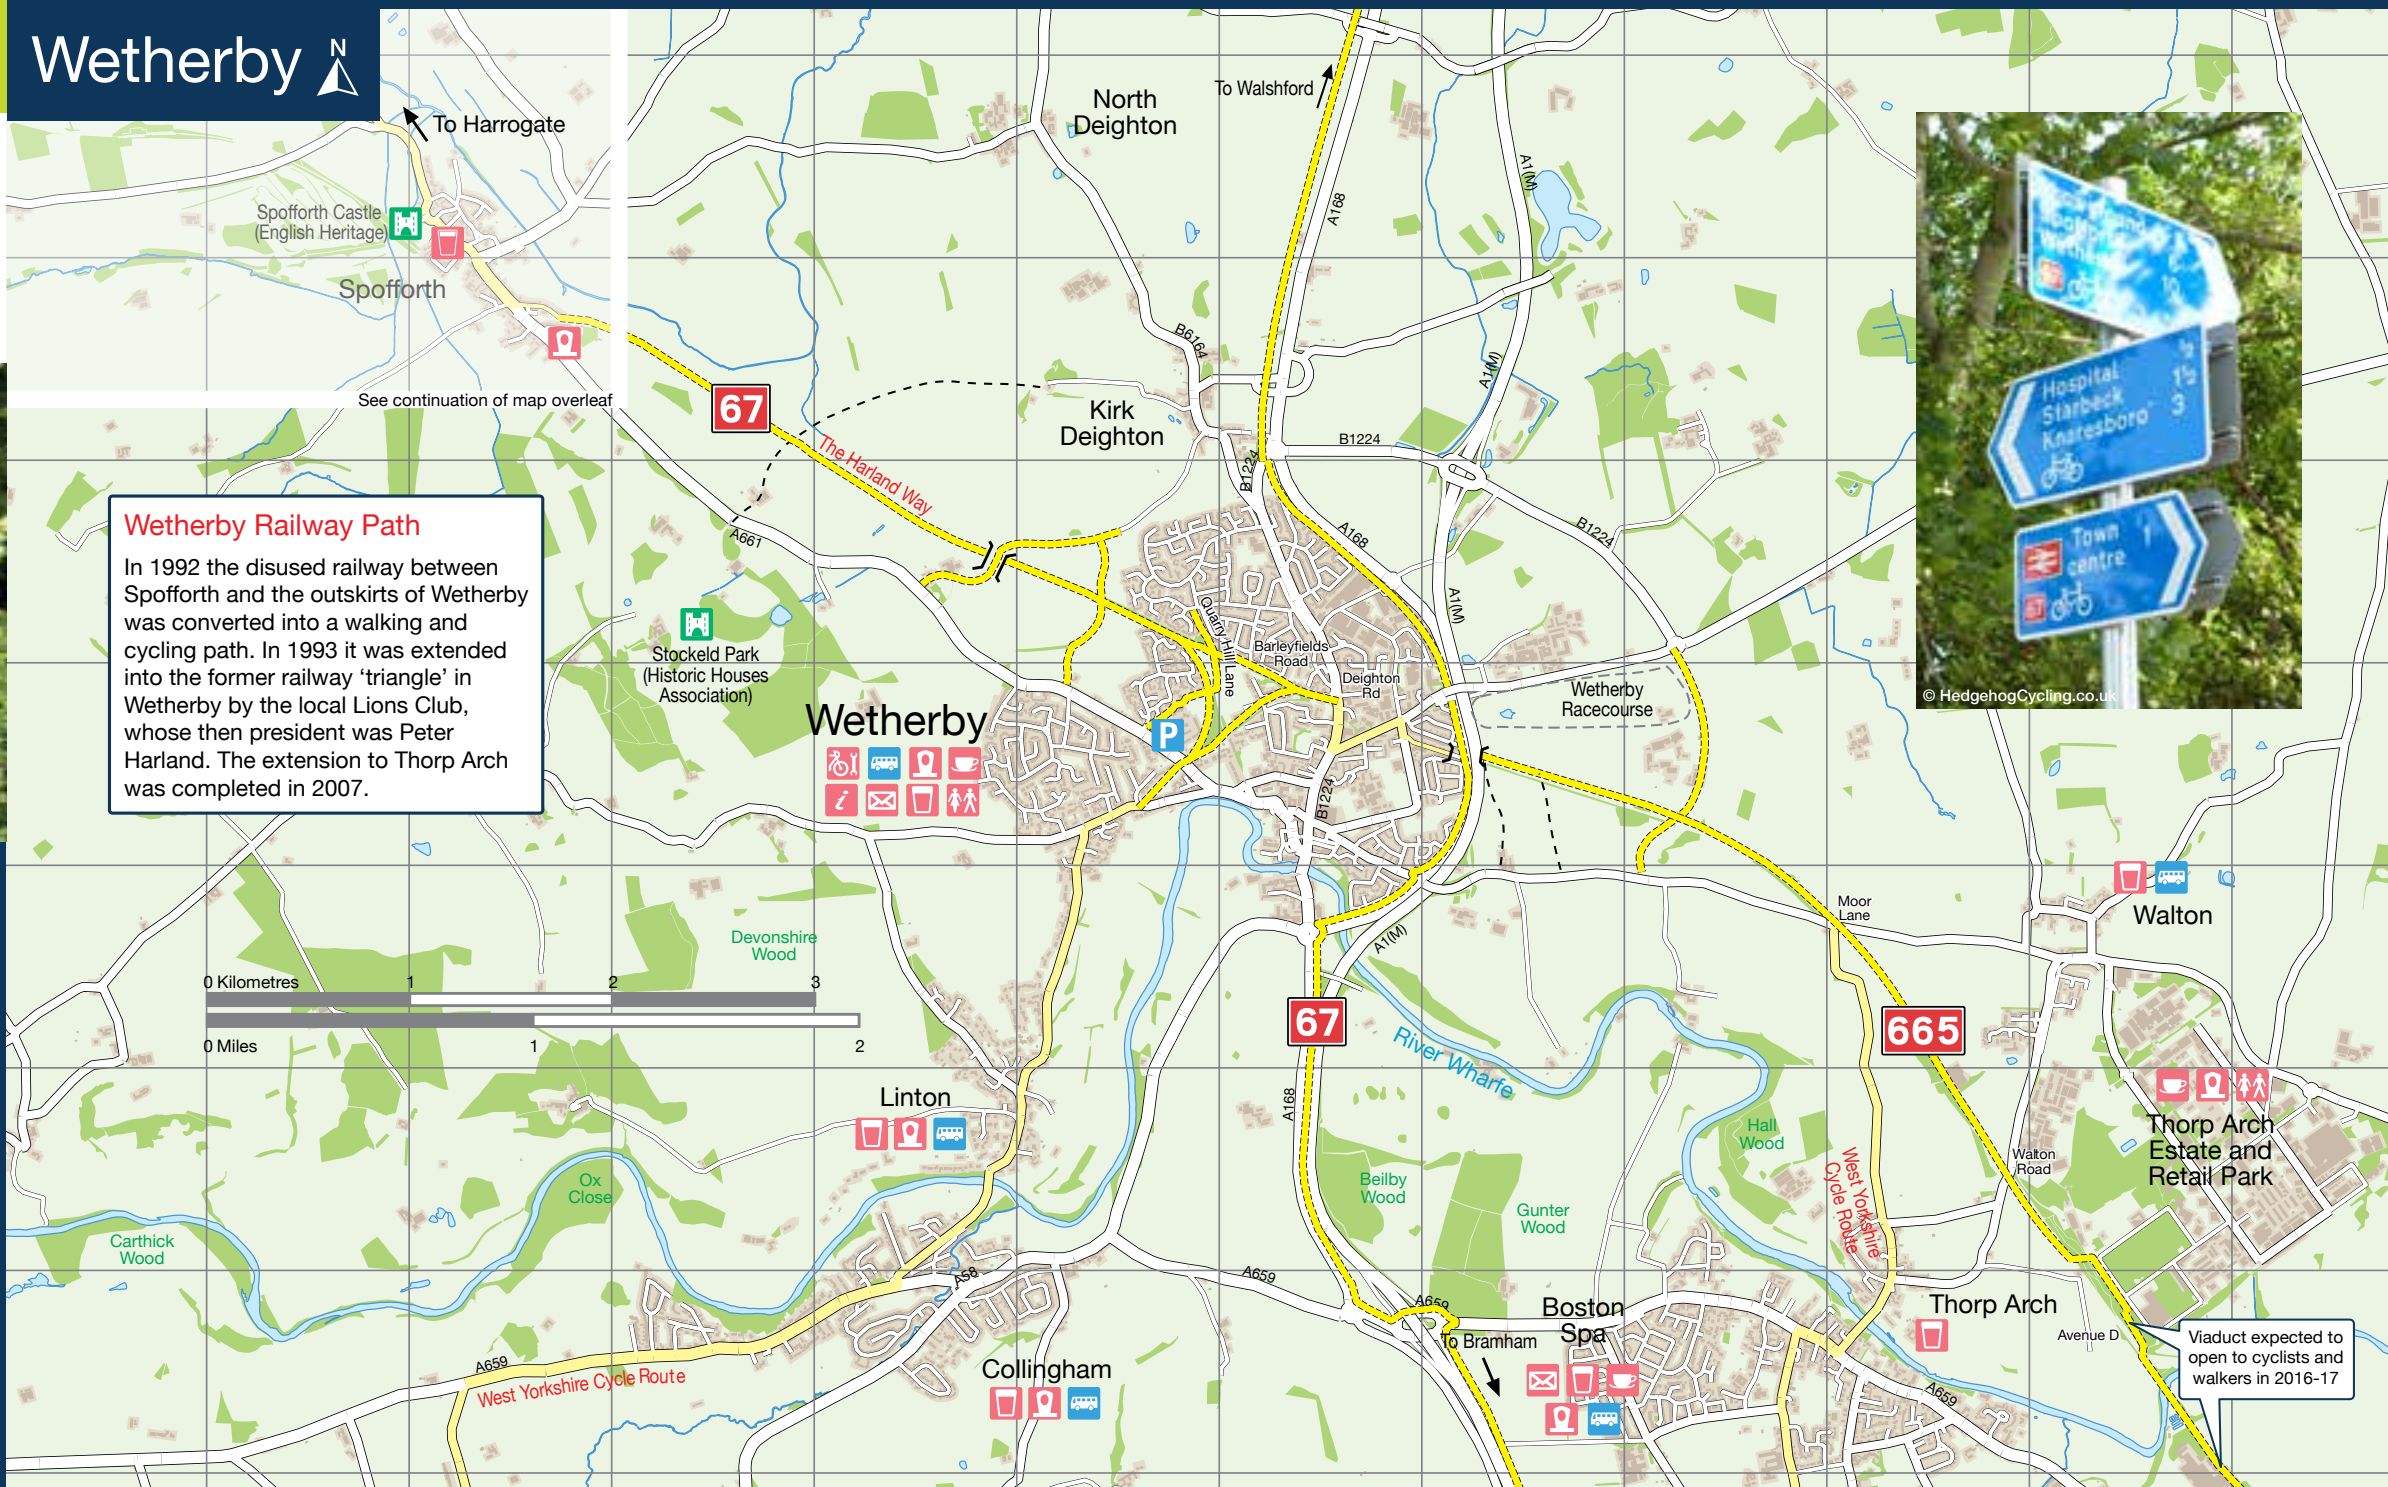 Wetherby
N
To Harrogate
Spofforth Castle
(English Heritage)
Spofforth
See continuation of map overleaf
To Walshford
North
Deighton
A168
A1(M)
A1(M)
B6164
67
The Harland Way
Kirk
Deighton
B1224
B1224
A168
B1224
A661
A1(M)
Hospital
Starbeck
Knaresboro'
1½
3
Town
centre
1
© HedgehogCycling.co.uk
Wetherby Railway Path
In 1992 the disused railway between
Spofforth and the outskirts of Wetherby
was converted into a walking and
cycling path. In 1993 it was extended
into the former railway ‘triangle’ in
Wetherby by the local Lions Club,
whose then president was Peter
Harland. The extension to Thorp Arch
was completed in 2007.
Stockeld Park
(Historic Houses
Association)
Quarry Hill Lane
Barleyfields
Road
Deighton
Rd
Wetherby
Racecourse
Wetherby
P
i
B1224
Devonshire
Wood
0 Kilometres
1
2
3
0 Miles
1
2
A1(M)
Moor
Lane
Walton
67
River Wharfe
665
Linton
A168
Hall
Wood
West Yorkshire
Cycle Route
Walton
Road
Thorp Arch
Estate and
Retail Park
Ox
Close
Beilby
Wood
Gunter
Wood
Carthick
Wood
A58
A659
A659
Boston
Spa
To Bramham
Thorp Arch
Avenue D
Viaduct expected to
open to cyclists and
walkers in 2016-17
A659
West Yorkshire Cycle Route
Collingham
A659